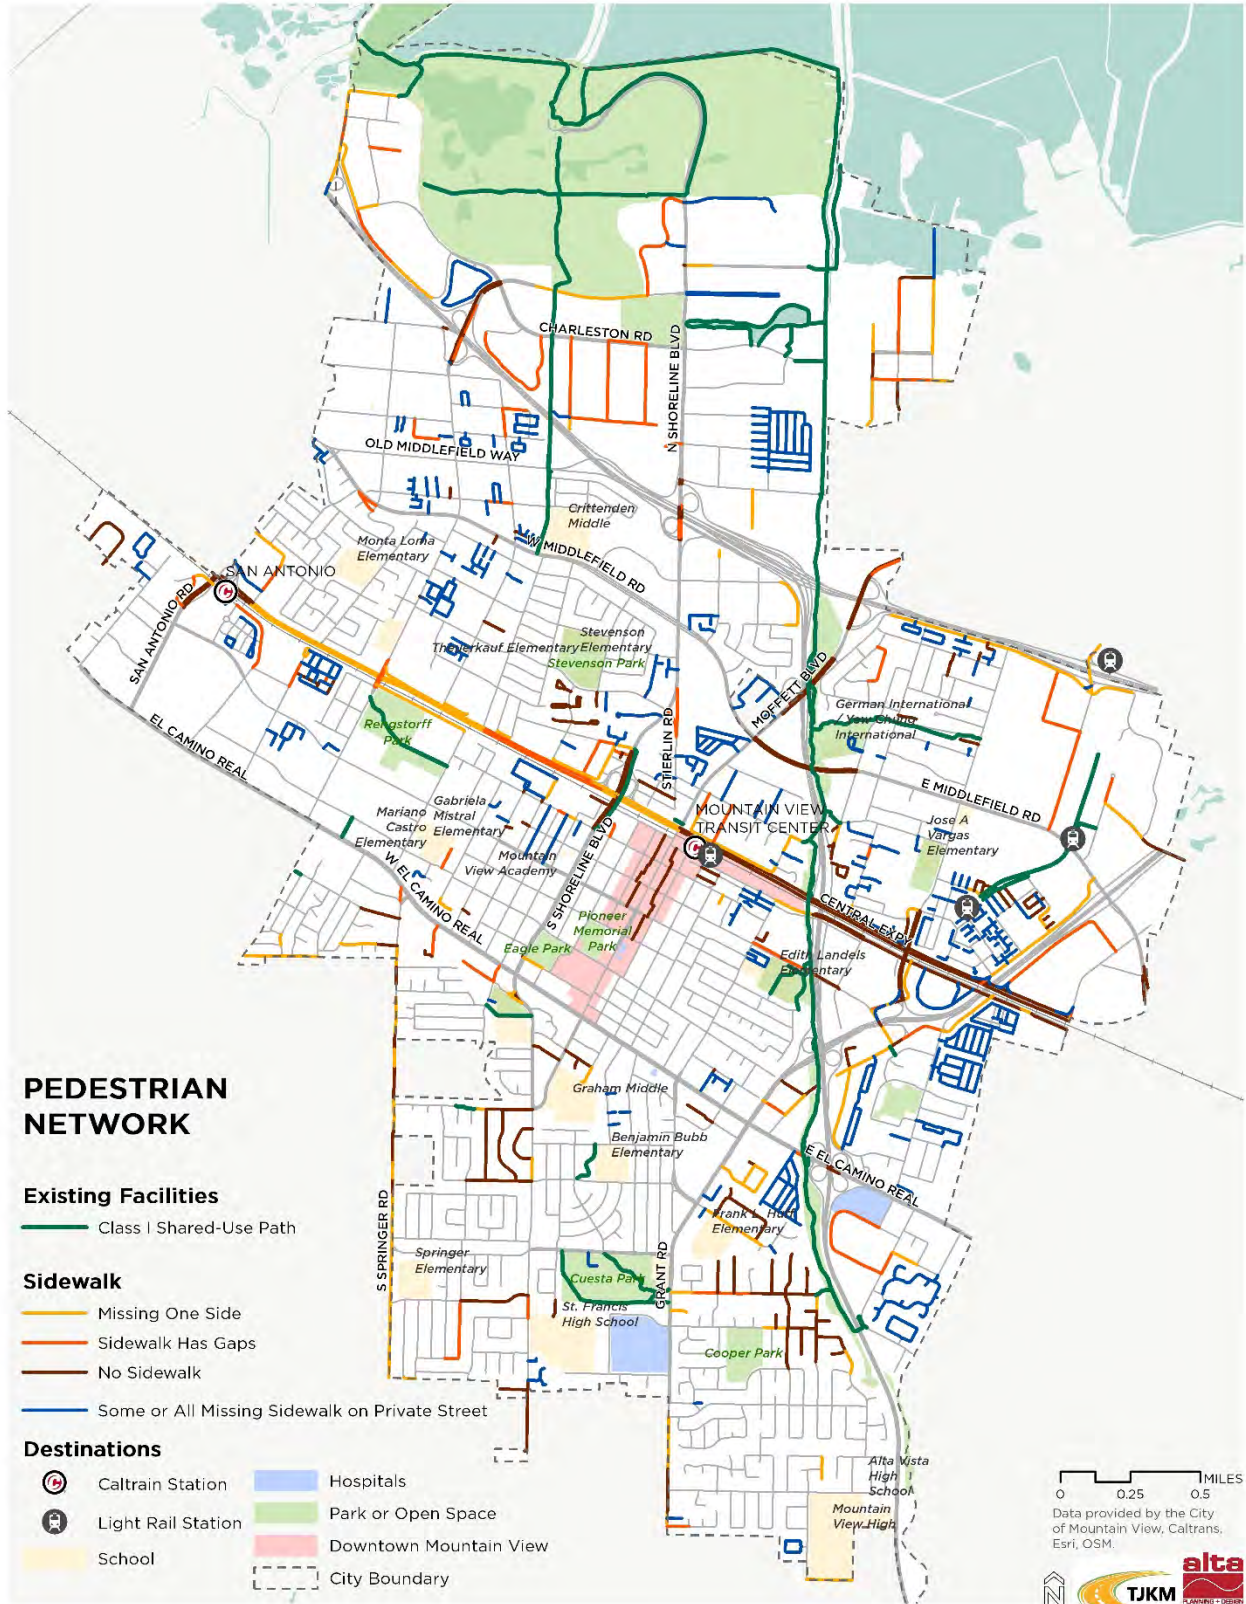 CHARLESTON RD
N SHORELINE BLVD
OLD MIDDLEFIELD WAY
Crittenden
Middle
Monta Loma
Elementary
W MIDDLEFIELD RD
SAN ANTONIO
SAN ANTONIO RD
Stevenson
Elementary
Theuerkauf Elementary
Stevenson Park
MOFFETT BLVD
German International
/ Yew Chung
International
Rengstorff
Park
EL CAMINO REAL
STIERLIN RD
E MIDDLEFIELD RD
MOUNTAIN VIEW
TRANSIT CENTER
Gabriela
Mistral
Elementary
Mariano
Castro
Elementary
Jose A
Vargas
Elementary
Mountain
View Academy
S SHORELINE BLVD
W EL CAMINO REAL
CENTRAL EXPY
Pioneer
Memorial
Park
Eagle Park
Edith Landels
Elementary
Graham Middle
Benjamin Bubb
Elementary
E EL CAMINO REAL
Frank L. Huff
Elementary
S SPRINGER RD
Springer
Elementary
GRANT RD
Cuesta Park
St. Francis
High School
Cooper Park
Alta Vista
High
School
Mountain
View High
PEDESTRIAN
NETWORK
Existing Facilities
Class I Shared-Use Path
Sidewalk
Missing One Side
Sidewalk Has Gaps
No Sidewalk
Some or All Missing Sidewalk on Private Street
Destinations
Caltrain Station
Light Rail Station
School
Hospitals
Park or Open Space
Downtown Mountain View
City Boundary
MILES
0 0.25 0.5
Data provided by the City
of Mountain View, Caltrans,
Esri, OSM.
TJKM
alta
PLANNING + DESIGN